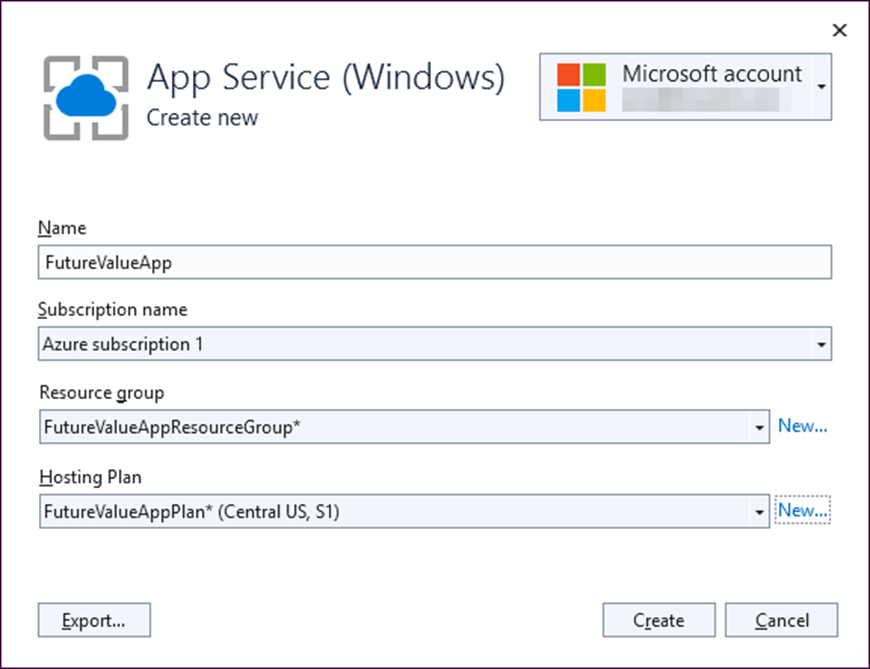 App Service (Windows)
Create new
Microsoft account
Name
FutureValueApp
Subscription name
Azure subscription 1
Resource group
FutureValueAppResourceGroup*
New...
Hosting Plan
FutureValueAppPlan* (Central US, S1)
New...
Export...
Create
Cancel